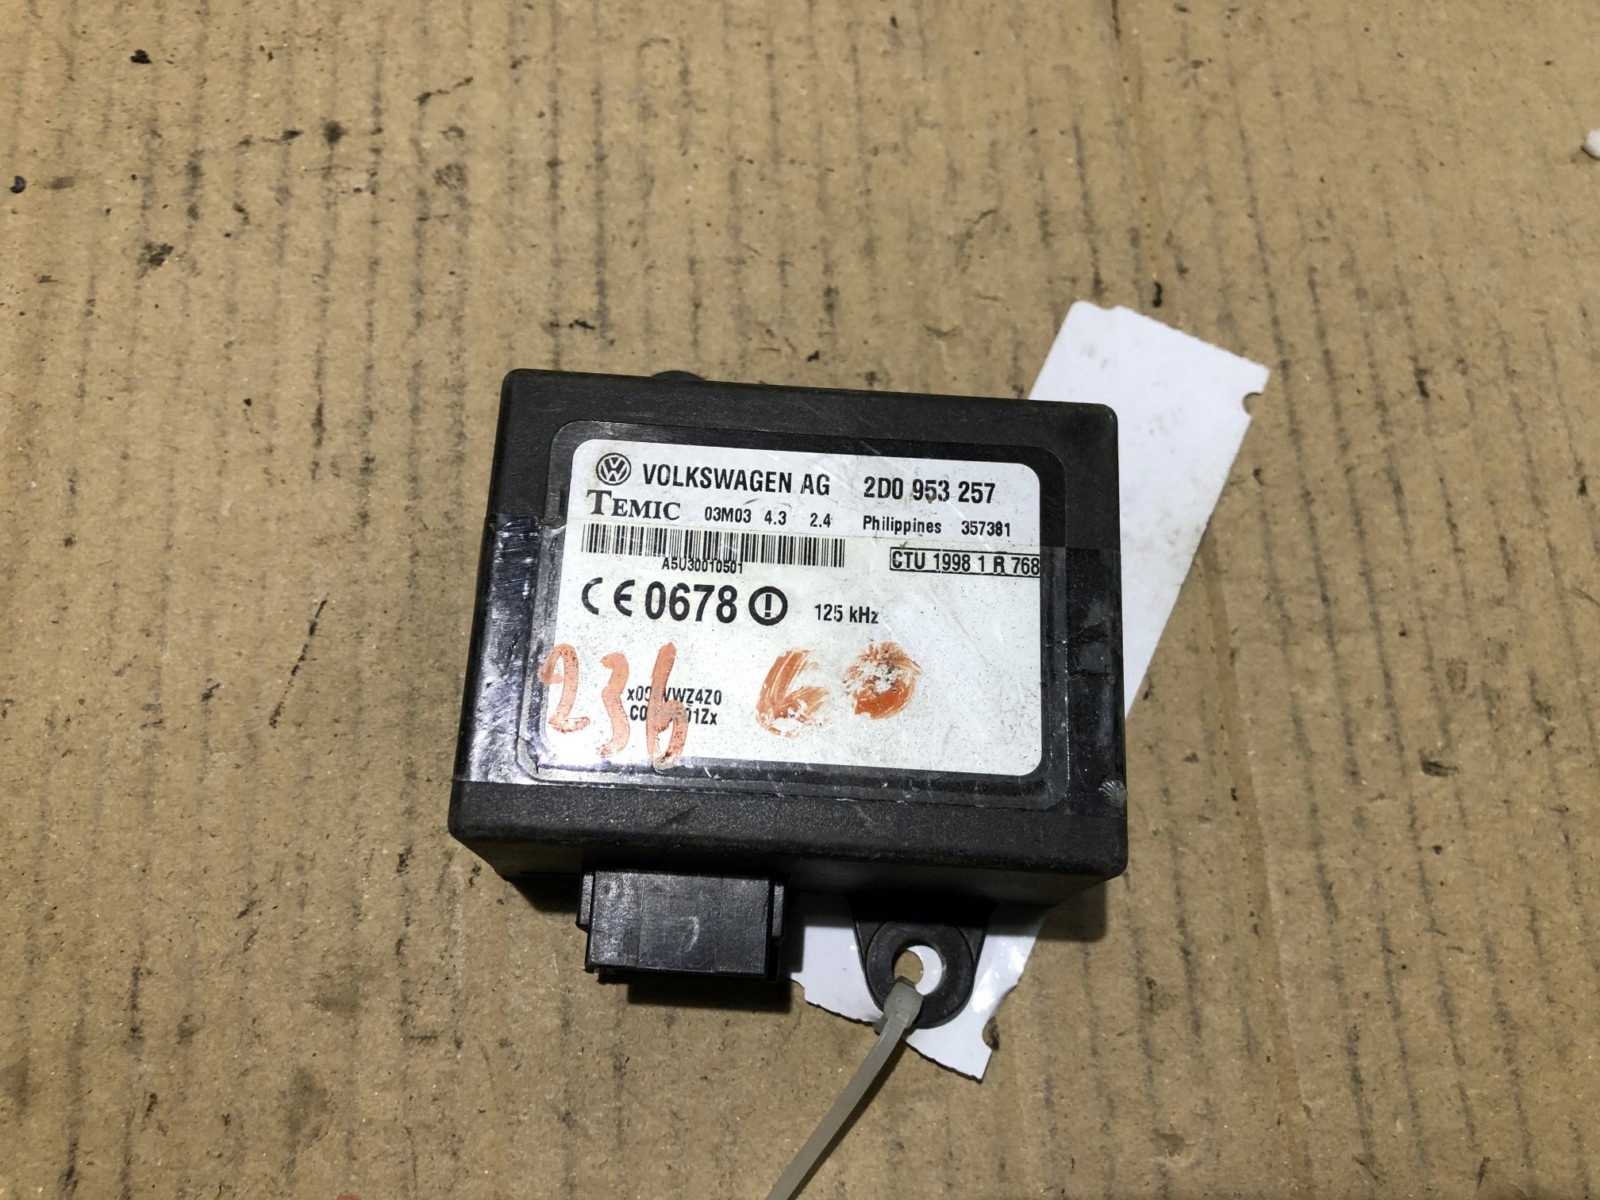 VOLKSWAGEN AG 2D0 953 257
TEMIC 03M03 4.3 2.4 Philippines 357381
A5U30010501 CTU 1998 1 R 768
CE 0678 125 kHz
236 60